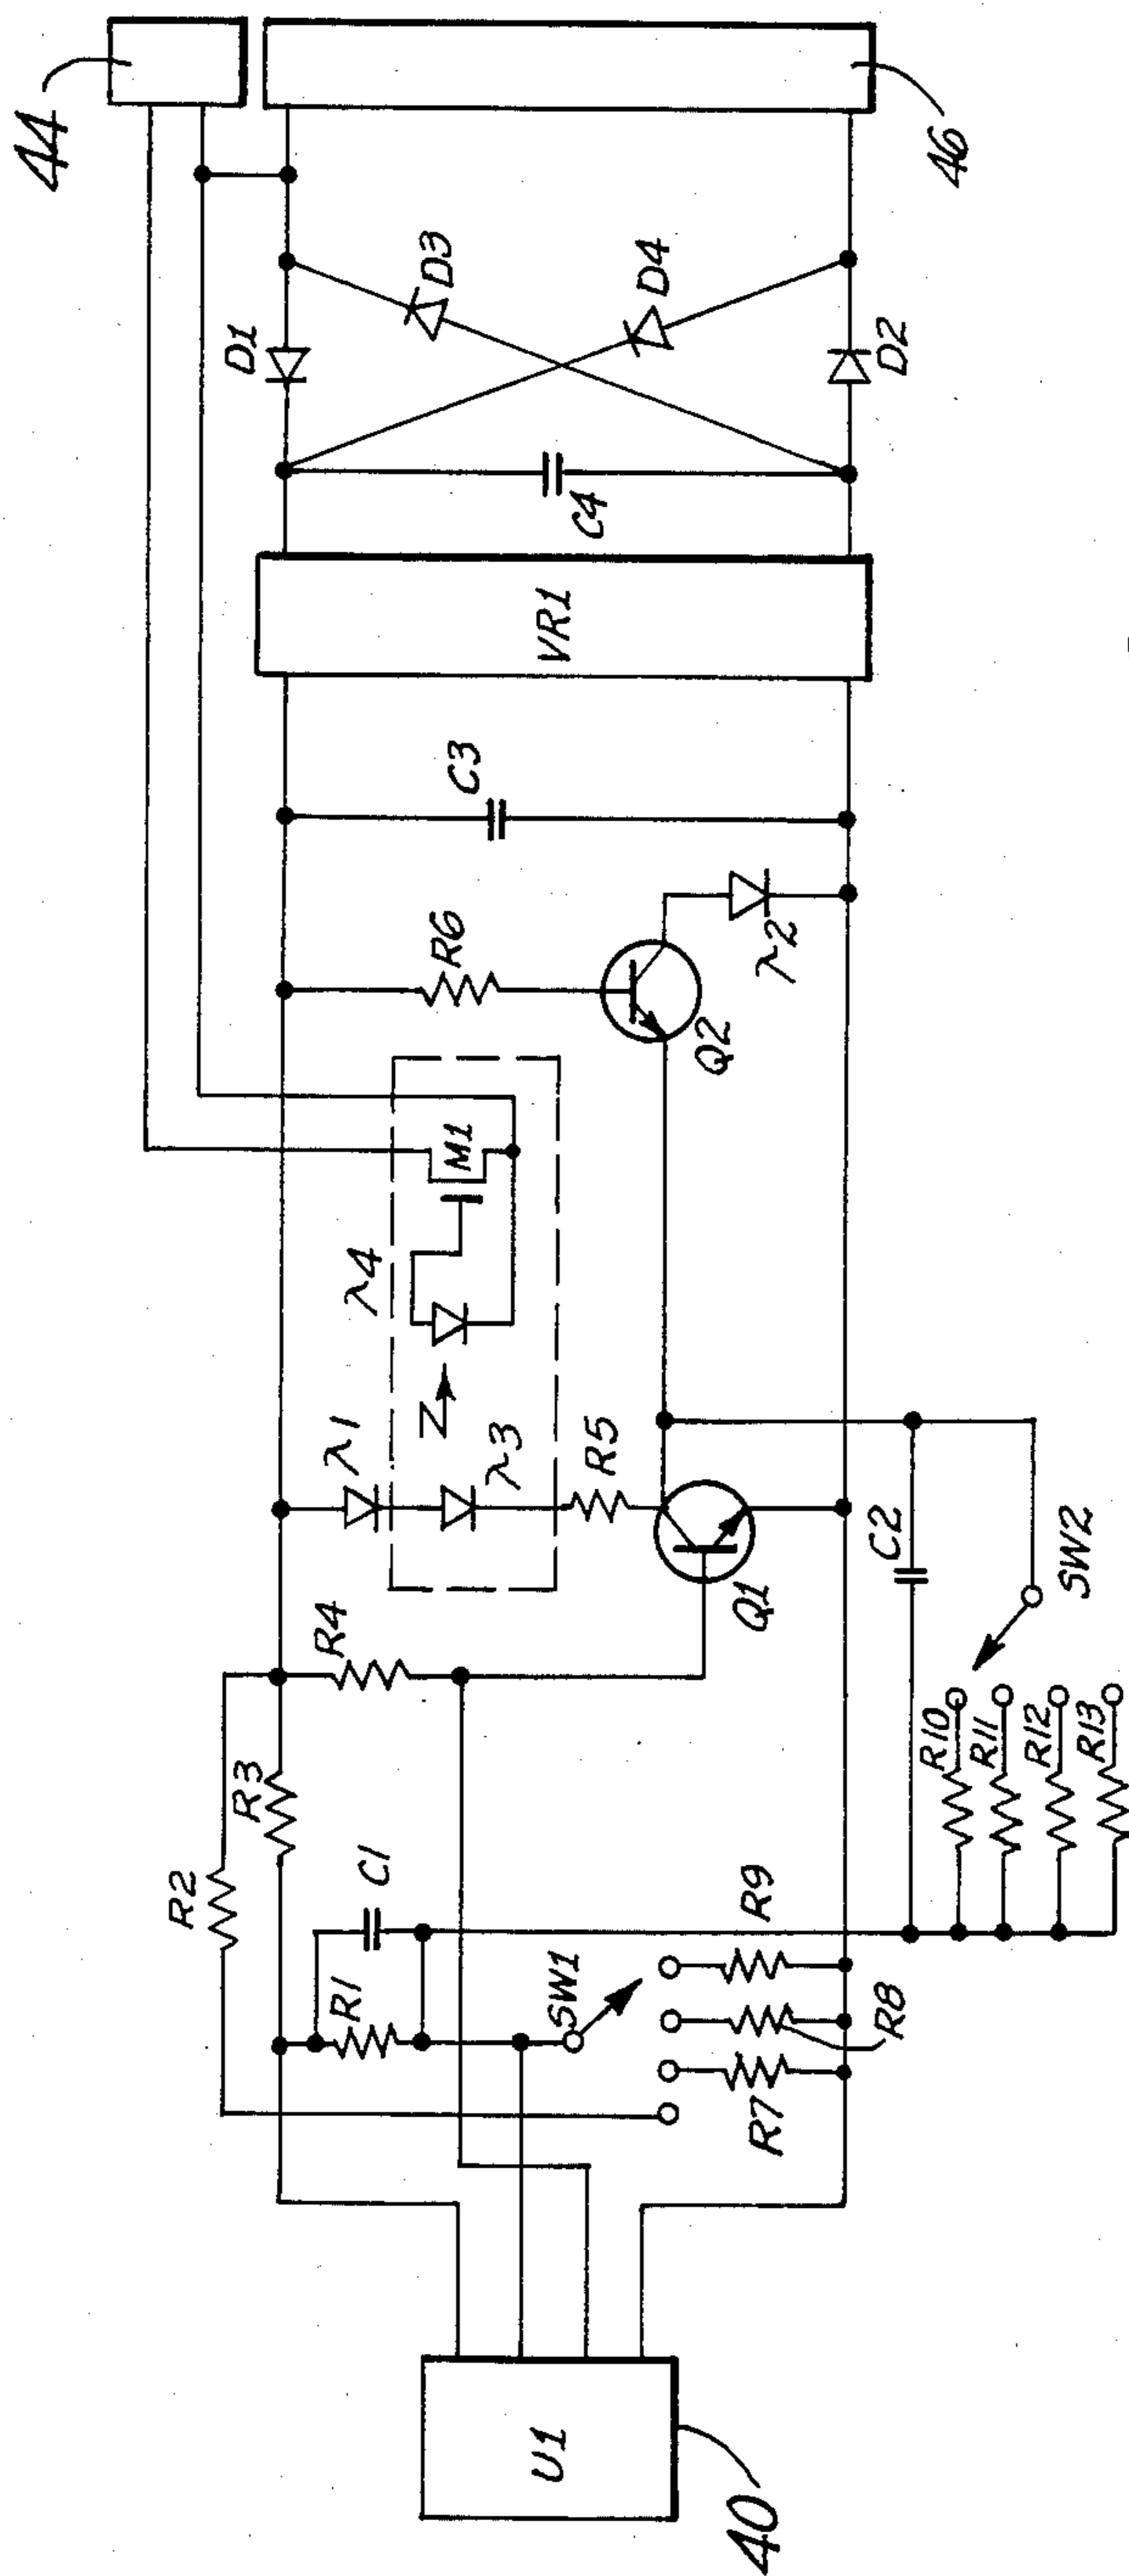 44
46
D1
D3
D4
D2
C4
VR1
C3
R6
Q2
λ2
M1
λ4
λ1
λ3
R5
Q1
R4
R3
R2
C1
R1
SW1
R9
R8
R7
C2
SW2
R10
R11
R12
R13
U1
40